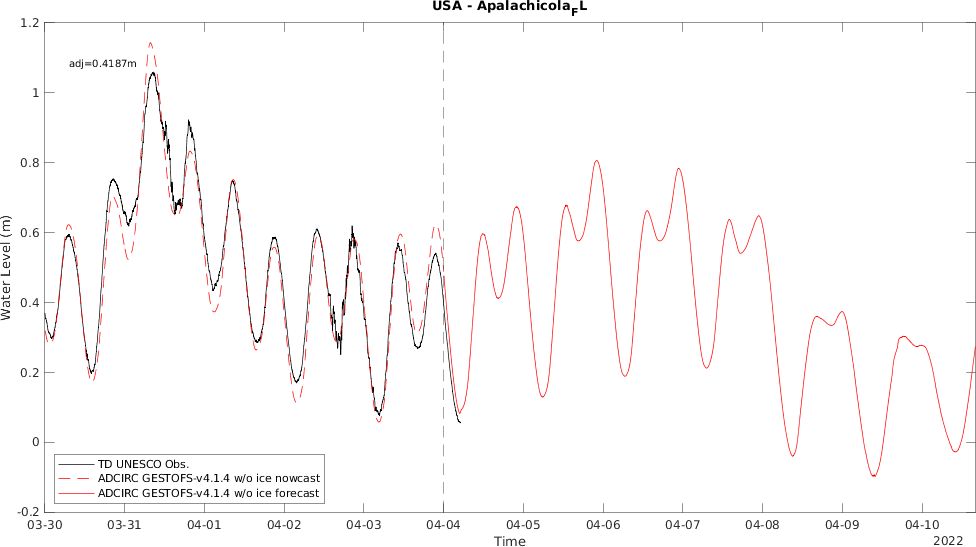 USA - Apalachicola_FL
1.2
adj=0.4187m
1
0.8
0.6
0.4
0.2
0
-0.2
Water Level (m)
TD UNESCO Obs.
ADCIRC GESTOFS-v4.1.4 w/o ice nowcast
ADCIRC GESTOFS-v4.1.4 w/o ice forecast
03-30 03-31 04-01 04-02 04-03 04-04 04-05 04-06 04-07 04-08 04-09 04-10
Time
2022